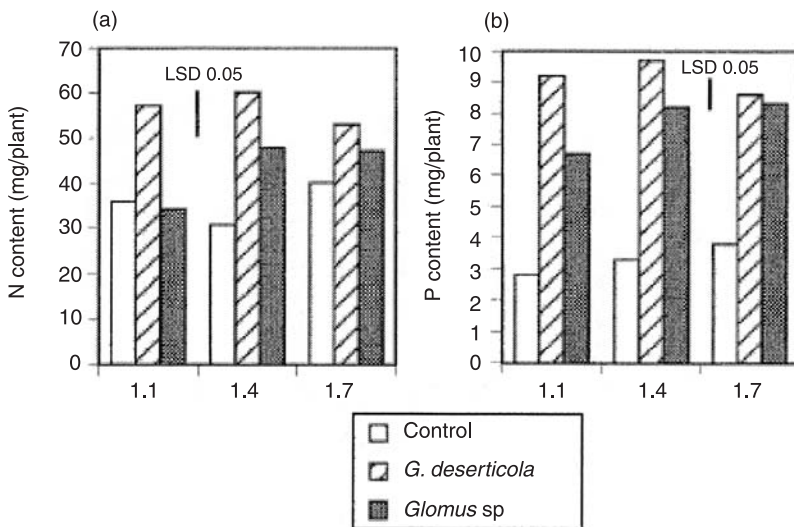 (a)
N content (mg/plant)
70
60
50
40
30
20
10
0
LSD 0.05
1.1 1.4 1.7
(b)
P content (mg/plant)
10
9
8
7
6
5
4
3
2
1
0
LSD 0.05
1.1 1.4 1.7
Control
G. deserticola
Glomus sp